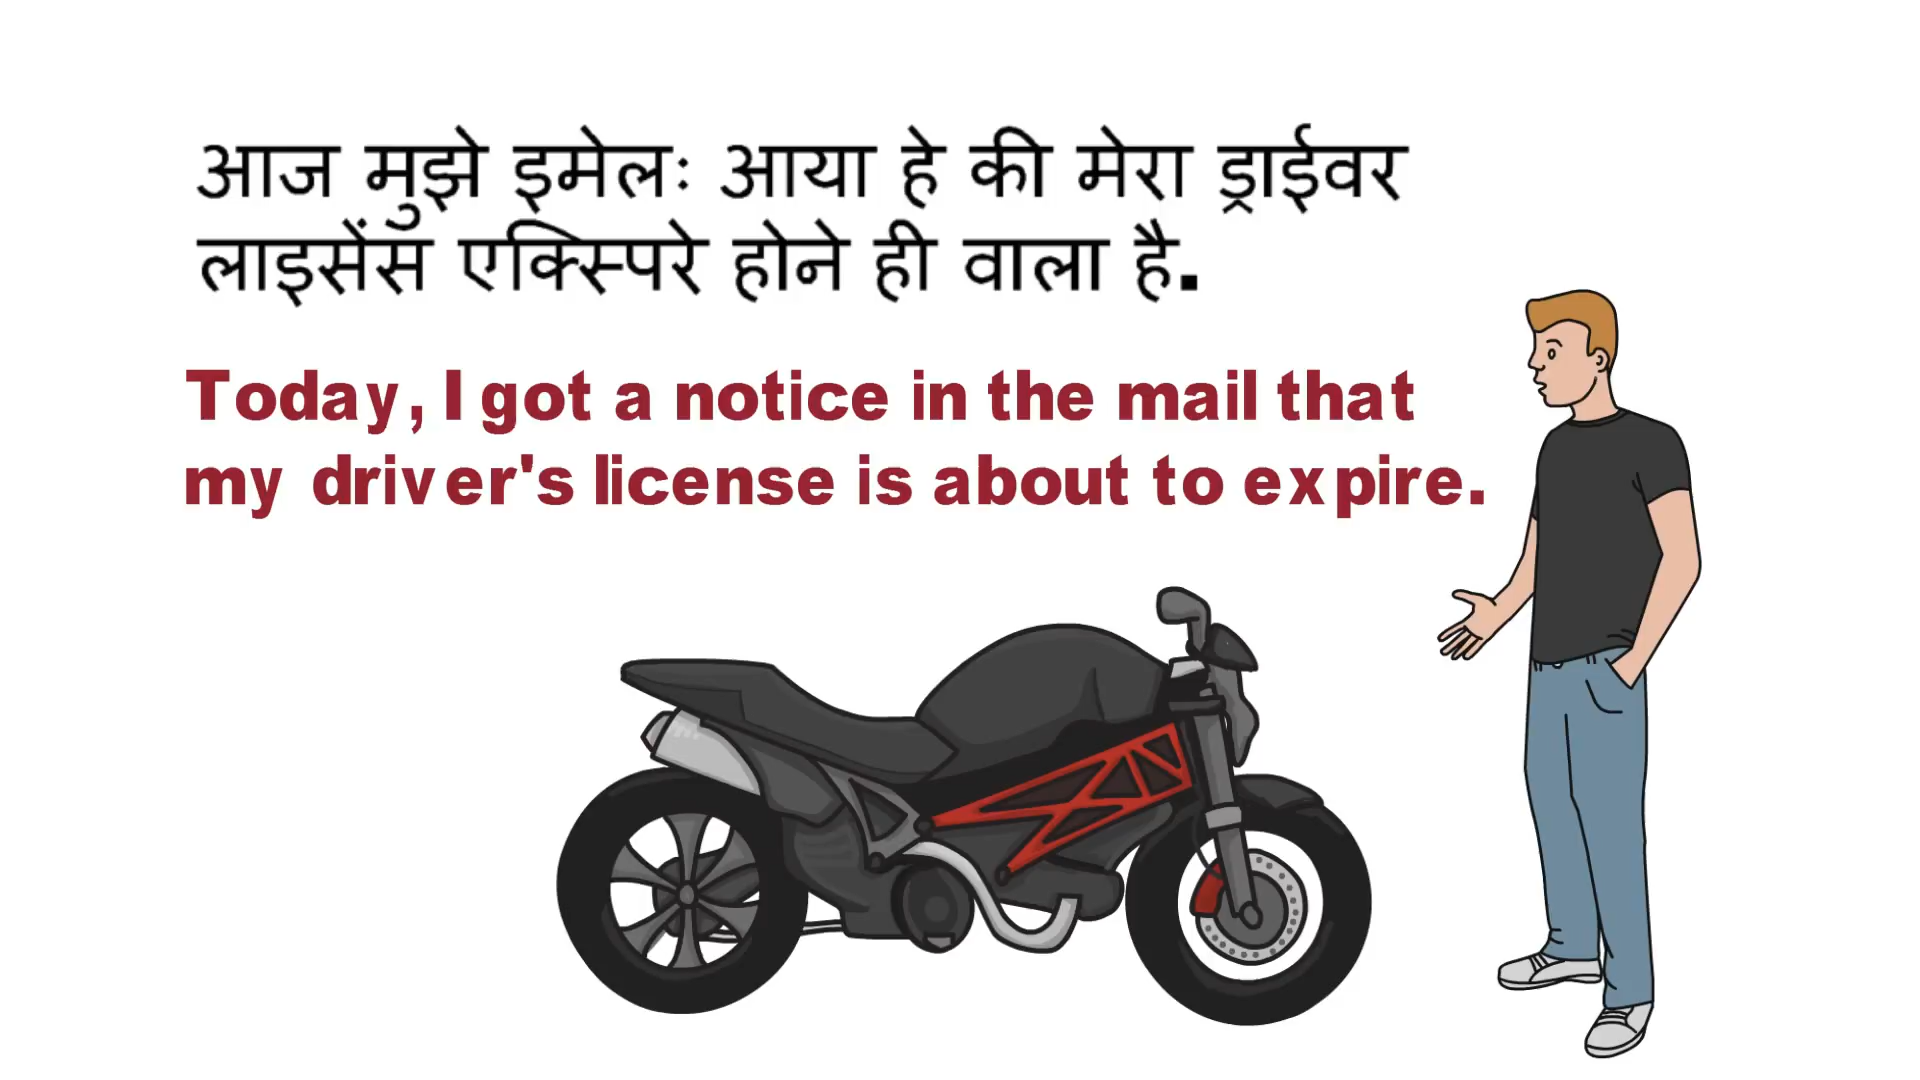 आज मुझे इमेलः आया हे की मेरा ड्राईवर
लाइसेंस एक्स्पिरे होने ही वाला है.
Today, I got a notice in the mail that
my driver's license is about to expire.